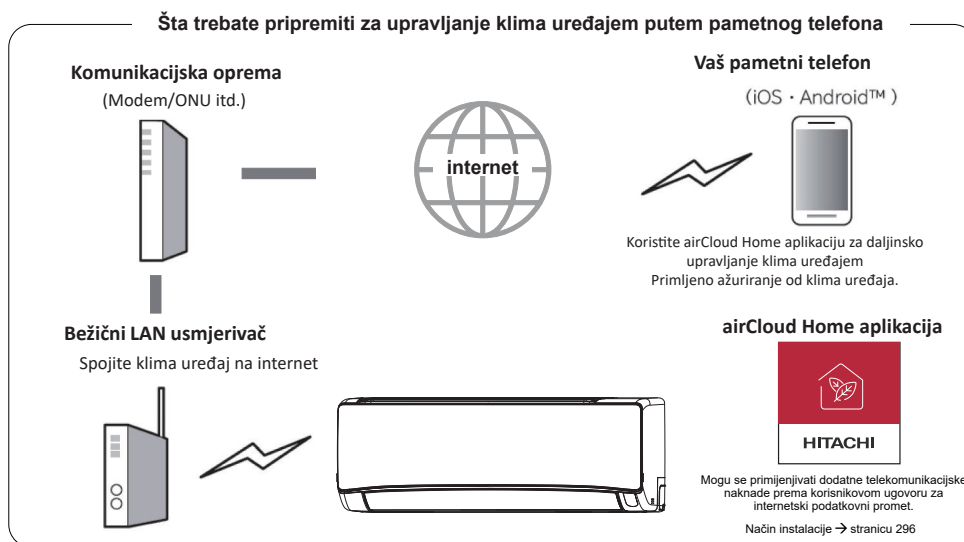 Šta trebate pripremiti za upravljanje klima uređajem putem pametnog telefona
Komunikacijska oprema
(Modem/ONU itd.)
internet
Vaš pametni telefon
(iOS · Android™ )
Koristite airCloud Home aplikaciju za daljinsko
upravljanje klima uređajem
Primljeno ažuriranje od klima uređaja.
Bežični LAN usmjerivač
Spojite klima uređaj na internet
airCloud Home aplikacija
HITACHI
Mogu se primijenjivati dodatne telekomunikacijske
naknade prema korisnikovom ugovoru za
internetski podatkovni promet.
Način instalacije → stranicu 296